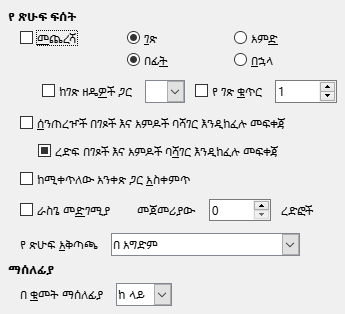 የ ጽሁፍ ፍሰት
መጨረሻ ገጽ አምድ
በፊት በኋላ
ከገጽ ዘዴዎች ጋር የ ገጽ ቁጥር 1
ሰንጠረዦች በገጾች እና አምዶች ባሻገር እንዲከፈሉ መፍቀጃ
ረድፍ በገጾች እና አምዶች ባሻገር እንዲከፈሉ መፍቀጃ
ከሚቀጥለው አንቀጽ ጋር አስቀምጥ
ራስጌ መድገሚያ መጀመሪያው 0 ረድፎች
የ ጽሁፍ አቅጣጫ በ አግድም
ማሰለፊያ
በ ቁመት ማሰለፊያ ከ ላይ